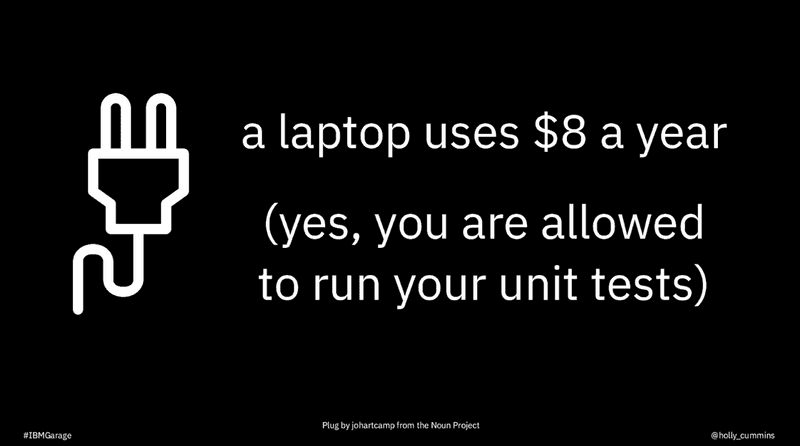 a laptop uses $8 a year
(yes, you are allowed
to run your unit tests)
Plug by johartcamp from the Noun Project
#IBMGarage
@holly_cummins